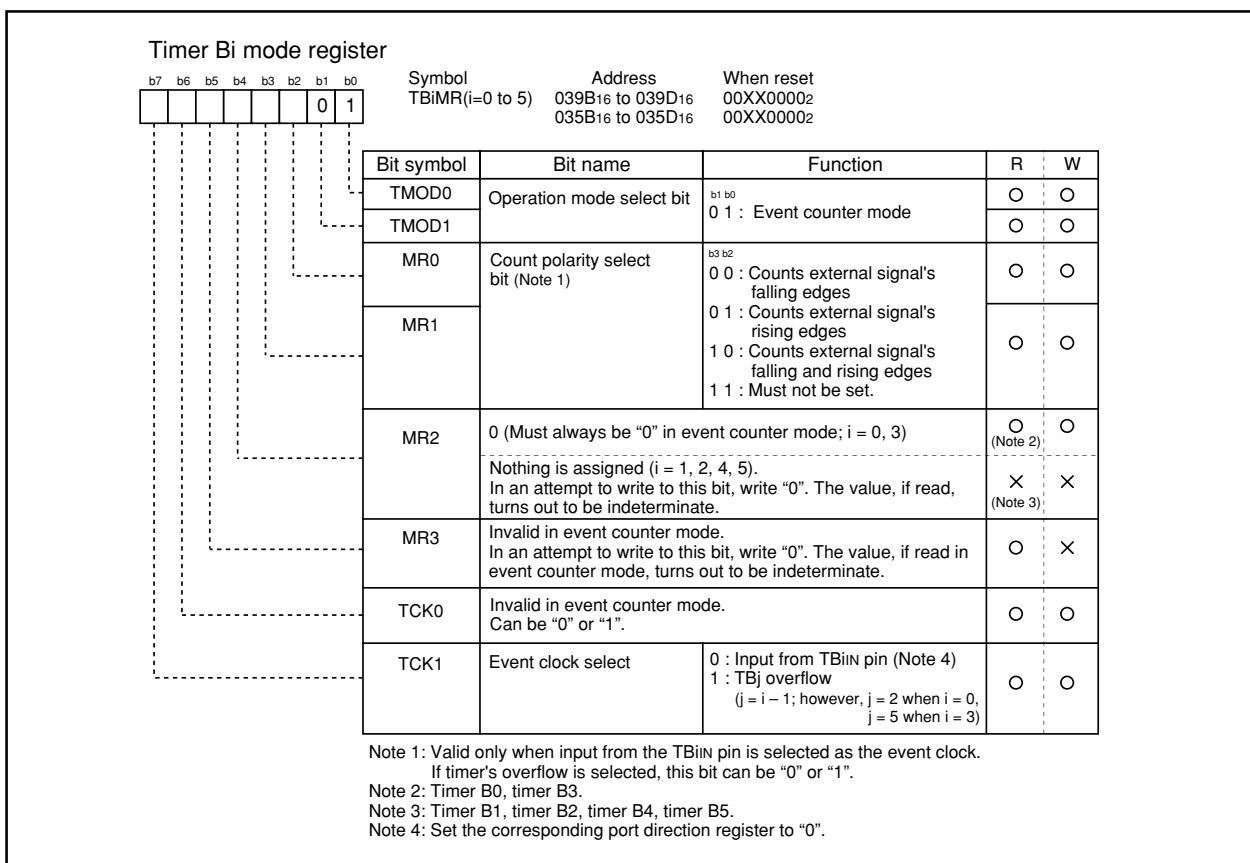 Timer Bi mode register
b7 b6 b5 b4 b3 b2 b1 b0
0 1
Symbol Address When reset
TBiMR(i=0 to 5) 039B16 to 039D16 00XX00002
035B16 to 035D16 00XX00002
Bit symbol Bit name Function R W
TMOD0 Operation mode select bit b1 b0
0 1 : Event counter mode
TMOD1
MR0 Count polarity select
bit (Note 1)
b3 b2
0 0 : Counts external signal's
falling edges
0 1 : Counts external signal's
rising edges
MR1
1 0 : Counts external signal's
falling and rising edges
1 1 : Must not be set.
MR2 0 (Must always be “0” in event counter mode; i = 0, 3) (Note 2)
Nothing is assigned (i = 1, 2, 4, 5).
In an attempt to write to this bit, write “0”. The value, if read,
turns out to be indeterminate.
(Note 3)
MR3 Invalid in event counter mode.
In an attempt to write to this bit, write “0”. The value, if read in
event counter mode, turns out to be indeterminate.
TCK0 Invalid in event counter mode.
Can be “0” or “1”.
TCK1 Event clock select 0 : Input from TBiIN pin (Note 4)
1 : TBj overflow
(j = i – 1; however, j = 2 when i = 0,
j = 5 when i = 3)
Note 1: Valid only when input from the TBiIN pin is selected as the event clock.
If timer's overflow is selected, this bit can be “0” or “1”.
Note 2: Timer B0, timer B3.
Note 3: Timer B1, timer B2, timer B4, timer B5.
Note 4: Set the corresponding port direction register to “0”.